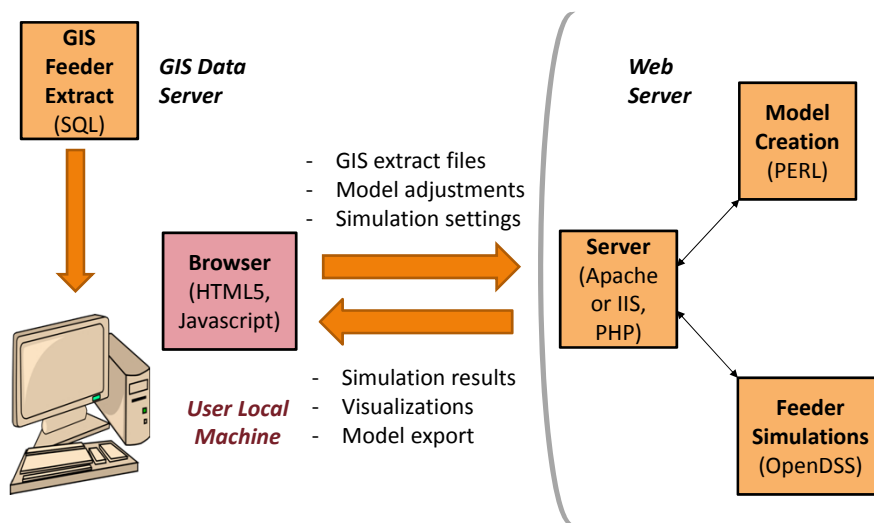 GIS
Feeder
Extract
(SQL)
GIS Data
Server
Web
Server
Model
Creation
(PERL)
- GIS extract files
- Model adjustments
- Simulation settings
Browser
(HTML5,
Javascript)
Server
(Apache
or IIS,
PHP)
- Simulation results
- Visualizations
- Model export
User Local
Machine
Feeder
Simulations
(OpenDSS)